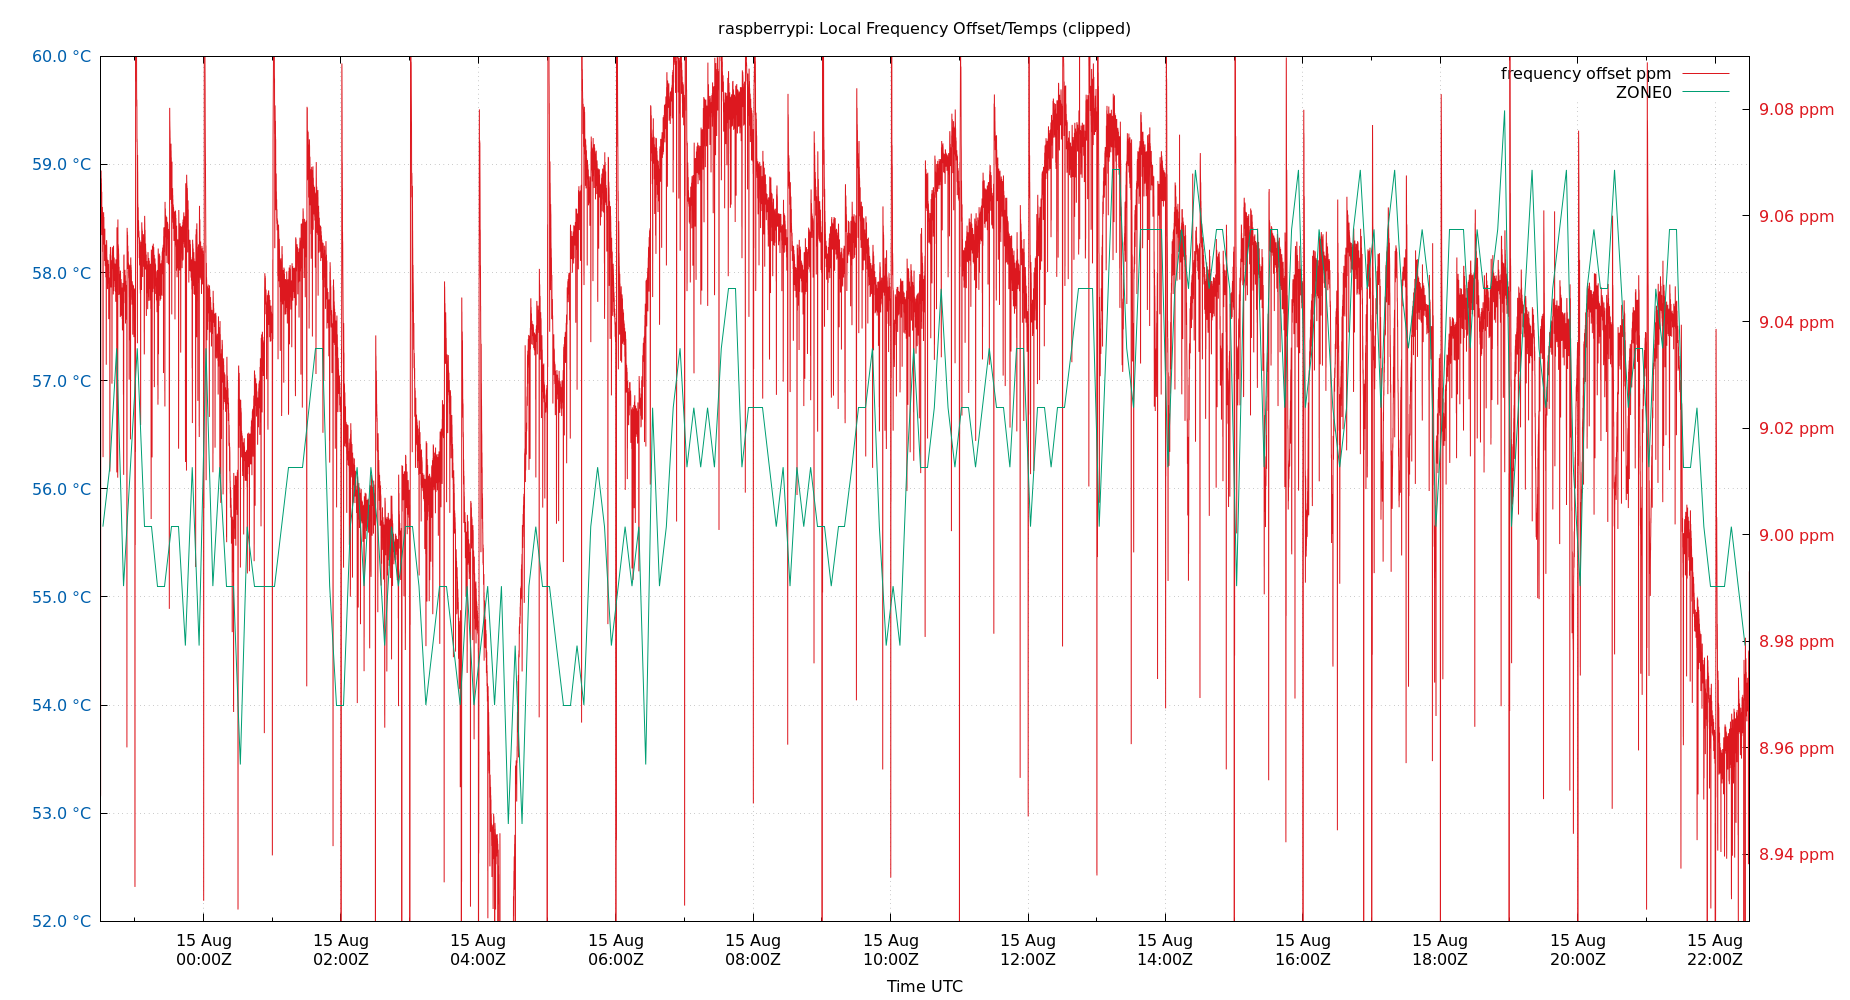 raspberrypi: Local Frequency Offset/Temps (clipped)
60.0 °C
59.0 °C
58.0 °C
57.0 °C
56.0 °C
55.0 °C
54.0 °C
53.0 °C
52.0 °C
frequency offset ppm
ZONE0
9.08 ppm
9.06 ppm
9.04 ppm
9.02 ppm
9.00 ppm
8.98 ppm
8.96 ppm
8.94 ppm
15 Aug 15 Aug 15 Aug 15 Aug 15 Aug 15 Aug 15 Aug 15 Aug 15 Aug 15 Aug 15 Aug 15 Aug
00:00Z 02:00Z 04:00Z 06:00Z 08:00Z 10:00Z 12:00Z 14:00Z 16:00Z 18:00Z 20:00Z 22:00Z
Time UTC